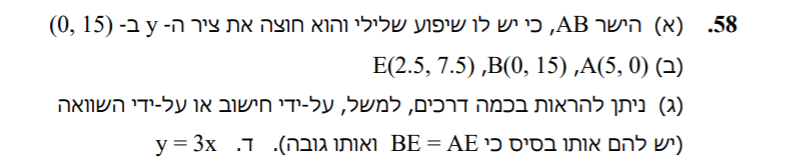 58. (א) הישר AB, כי יש לו שיפוע שלילי והוא חוצה את ציר ה- y ב- (0, 15)
(ב) A(5, 0), B(0, 15), E(2.5, 7.5)
(ג) ניתן להראות בכמה דרכים, למשל, על-ידי חישוב או על-ידי השוואה
(יש להם אותו בסיס כי BE = AE ואותו גובה). ד. y = 3x